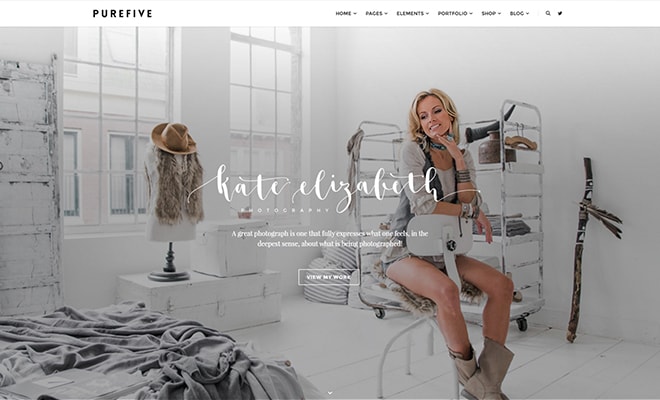 PUREFIVE
HOME PAGES ELEMENTS PORTFOLIO SHOP BLOG
kate elizabeth
PHOTOGRAPHY
A great photograph is one that fully expresses what one feels, in the
deepest sense, about what is being photographed!
VIEW MY WORK